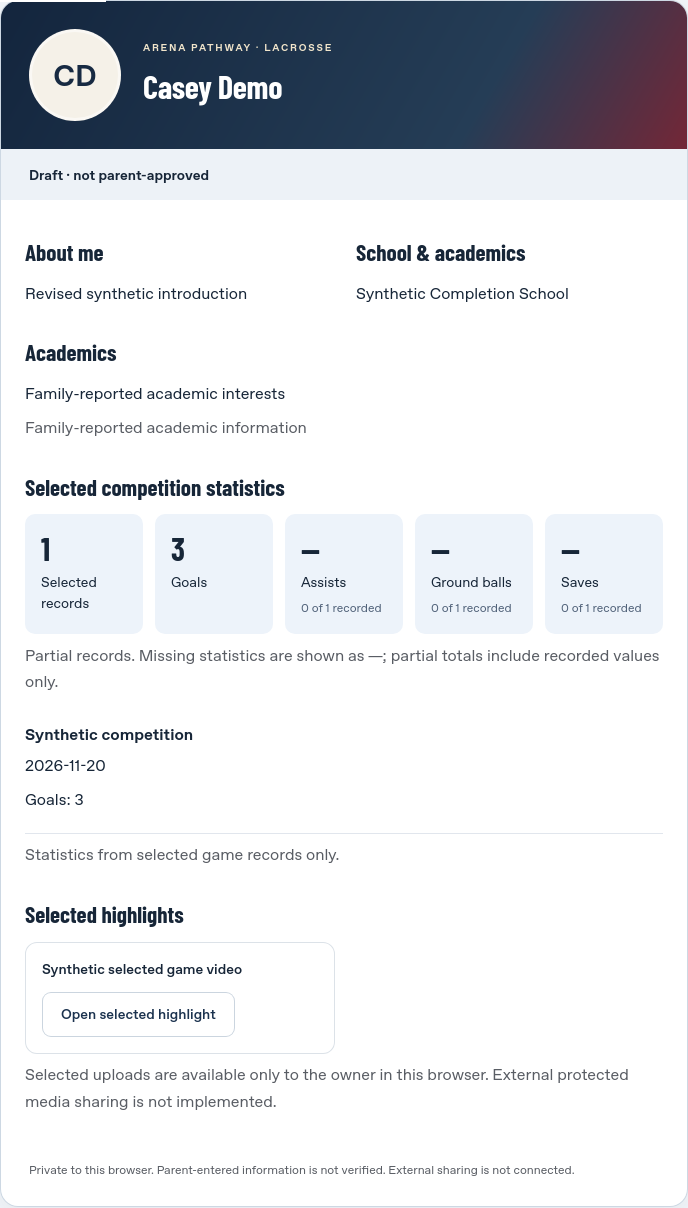 CD
ARENA PATHWAY · LACROSSE
Casey Demo
Draft · not parent-approved
About me
Revised synthetic introduction
School & academics
Synthetic Completion School
Academics
Family-reported academic interests
Family-reported academic information
Selected competition statistics
1
Selected
records
3
Goals
—
Assists
0 of 1 recorded
—
Ground balls
0 of 1 recorded
—
Saves
0 of 1 recorded
Partial records. Missing statistics are shown as —; partial totals include recorded values
only.
Synthetic competition
2026-11-20
Goals: 3
Statistics from selected game records only.
Selected highlights
Synthetic selected game video
Open selected highlight
Selected uploads are available only to the owner in this browser. External protected
media sharing is not implemented.
Private to this browser. Parent-entered information is not verified. External sharing is not connected.